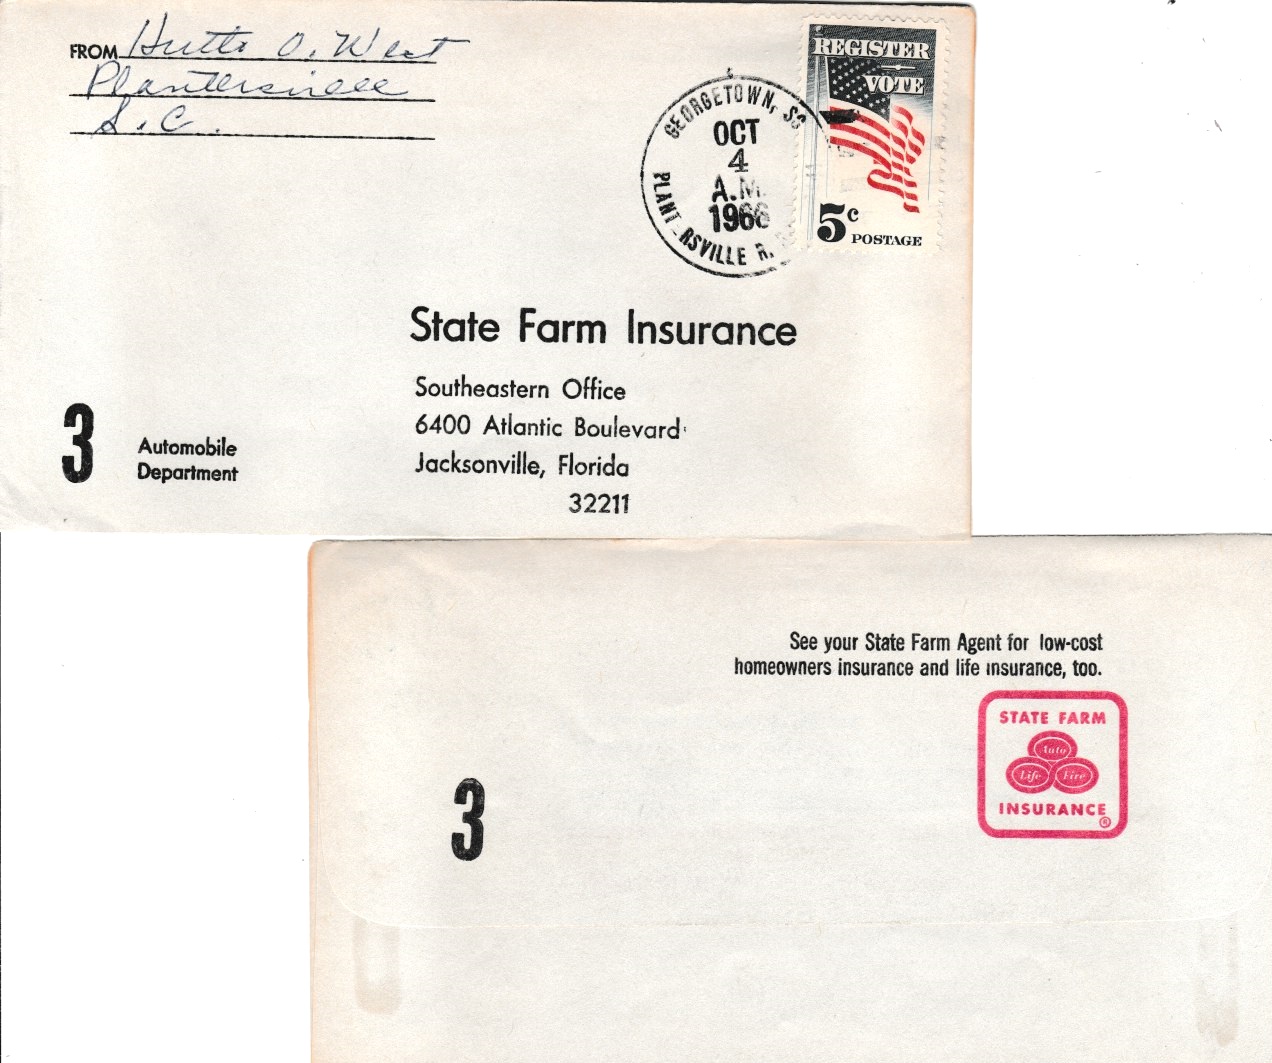 FROM Hutto O. West
Plantersville
S.C.
REGISTER
VOTE
5c
POSTAGE
GEORGETOWN, SC
OCT
4
A.M.
1966
PLANT RSVILLE R.
State Farm Insurance
Southeastern Office
6400 Atlantic Boulevard
Jacksonville, Florida
32211
3
Automobile
Department
See your State Farm Agent for low-cost
homeowners insurance and life insurance, too.
STATE FARM
Auto
Life Fire
INSURANCE
®
3